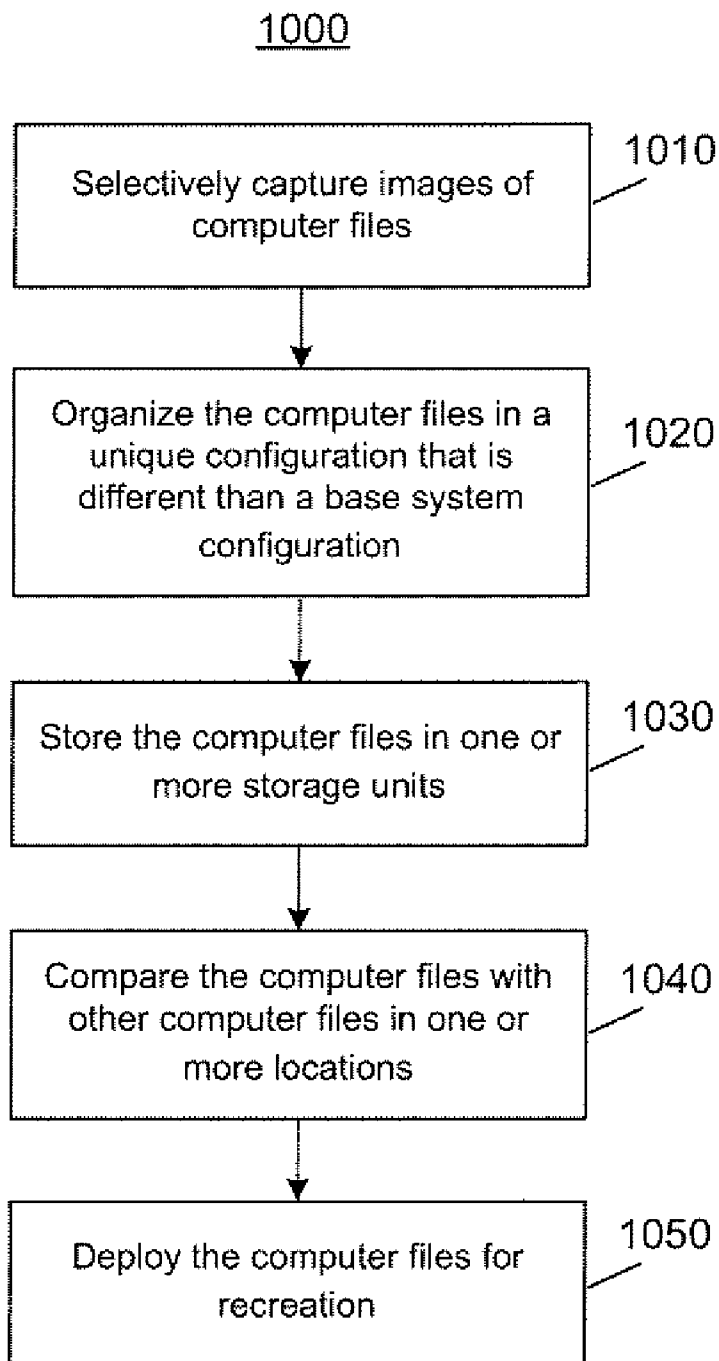 1000
1010
Selectively capture images of
computer files
1020
Organize the computer files in a
unique configuration that is
different than a base system
configuration
1030
Store the computer files in one or
more storage units
1040
Compare the computer files with
other computer files in one or
more locations
1050
Deploy the computer files for
recreation